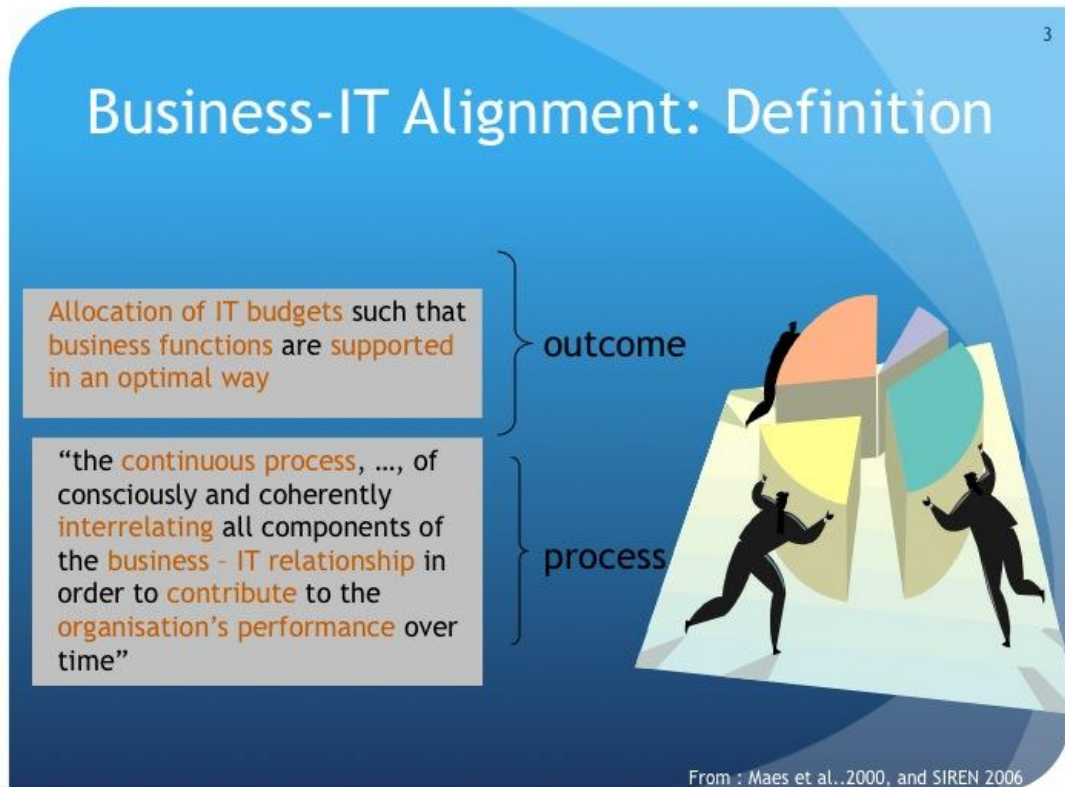 3
Business-IT Alignment: Definition
Allocation of IT budgets such that
business functions are supported
in an optimal way
outcome
“the continuous process, …, of
consciously and coherently
interrelating all components of
the business – IT relationship in
order to contribute to the
organisation’s performance over
time”
process
From : Maes et al..2000, and SIREN 2006